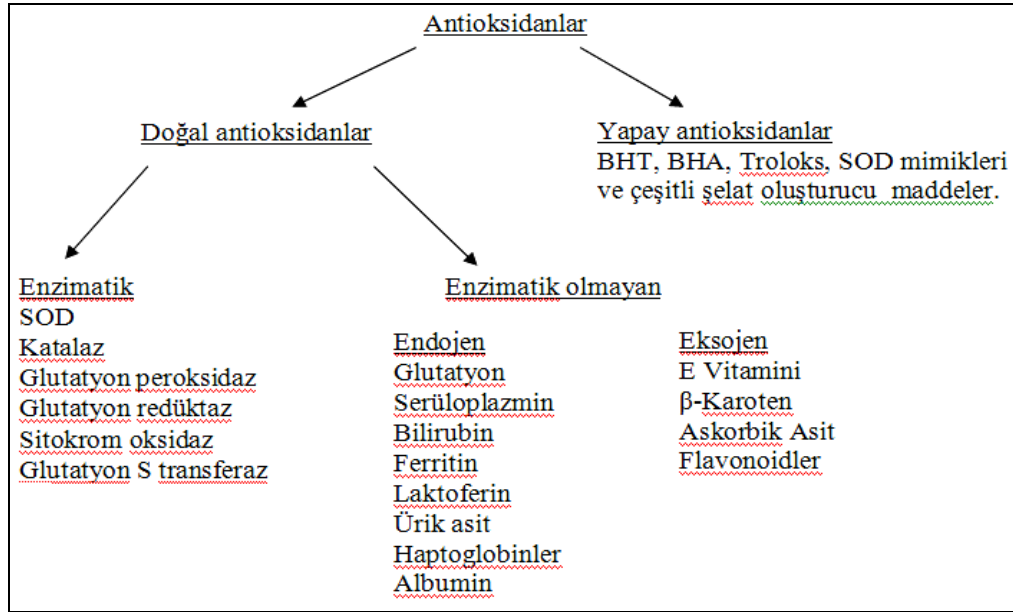 Antioksidanlar
Doğal antioksidanlar
Yapay antioksidanlar
BHT, BHA, Troloks, SOD mimikleri
ve çeşitli şelat oluşturucu maddeler.
Enzimatik
SOD
Katalaz
Glutatyon peroksidaz
Glutatyon redüktaz
Sitokrom oksidaz
Glutatyon S transferaz
Enzimatik olmayan
Endojen
Glutatyon
Serüloplazmin
Bilirubin
Ferritin
Laktoferin
Ürik asit
Haptoglobinler
Albumin
Eksojen
E Vitamini
β-Karoten
Askorbik Asit
Flavonoidler